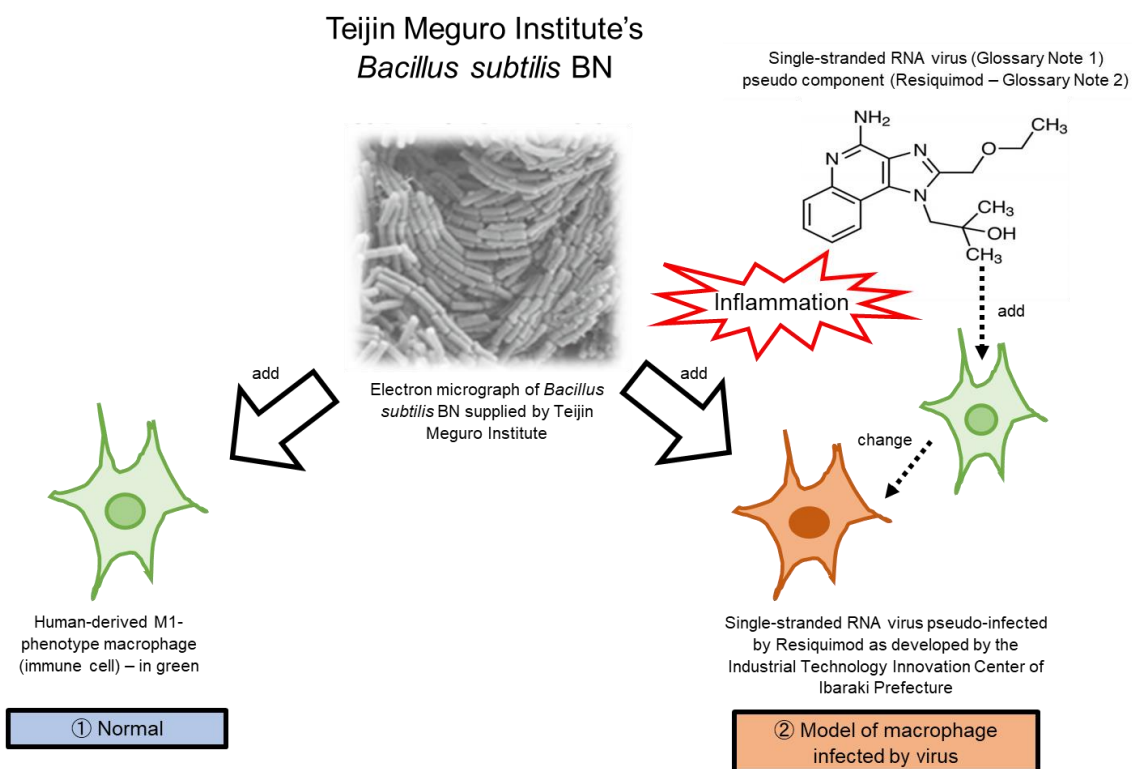 Teijin Meguro Institute's
Bacillus subtilis BN
Single-stranded RNA virus (Glossary Note 1)
pseudo component (Resiquimod – Glossary Note 2)
NH₂
CH₃
O
N
N
N
CH₃
OH
CH₃
Inflammation
add
add
Electron micrograph of Bacillus
subtilis BN supplied by Teijin
Meguro Institute
add
change
Human-derived M1-
phenotype macrophage
(immune cell) – in green
Single-stranded RNA virus pseudo-infected
by Resiquimod as developed by the
Industrial Technology Innovation Center of
Ibaraki Prefecture
① Normal
② Model of macrophage
infected by virus